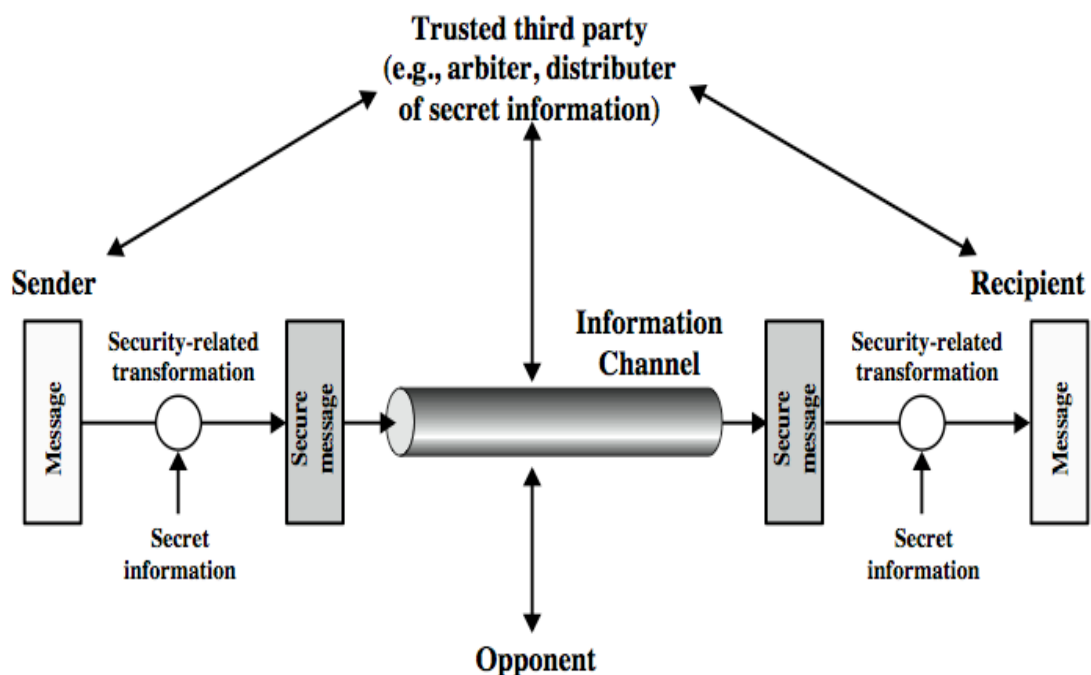 Trusted third party
(e.g., arbiter, distributer
of secret information)
Sender
Recipient
Information
Channel
Security-related
transformation
Security-related
transformation
Message
Secure
message
Secure
message
Message
Secret
information
Secret
information
Opponent